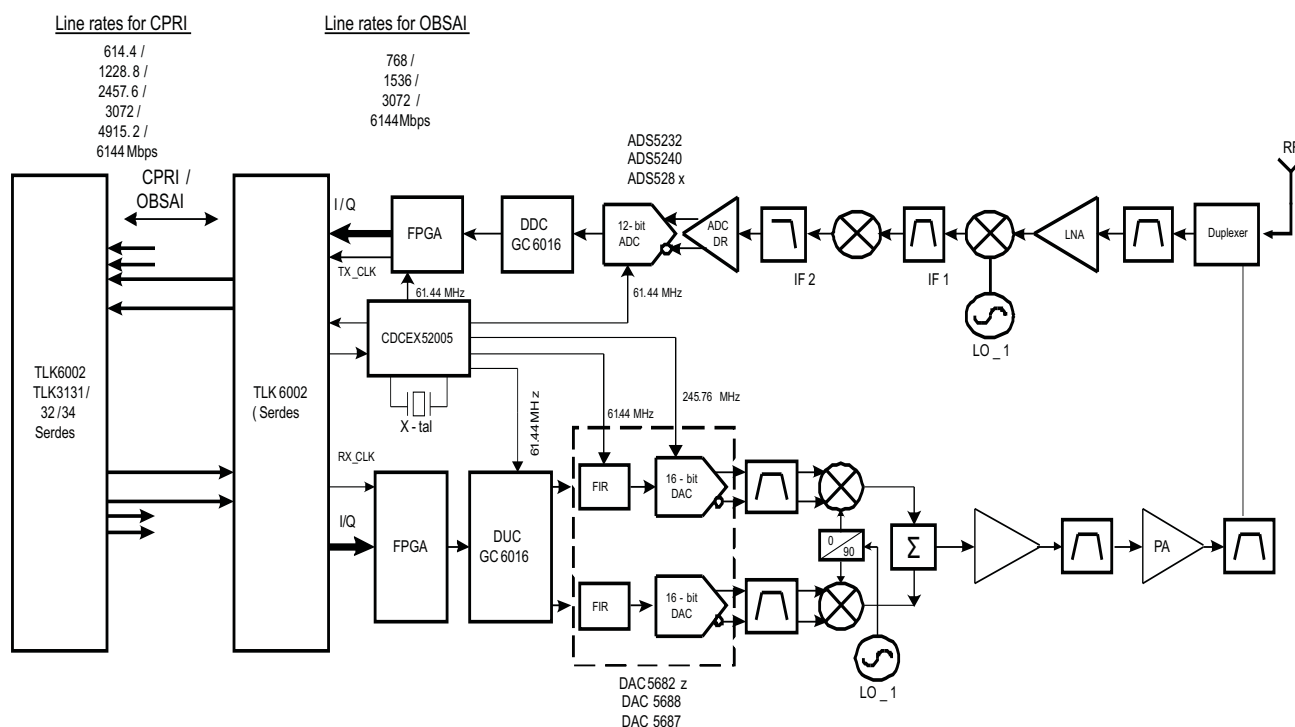 Line rates for CPRI
614.4 /
1228.8 /
2457.6 /
3072 /
4915.2 /
6144 Mbps
Line rates for OBSAI
768 /
1536 /
3072 /
6144 Mbps
CPRI /
OBSAI
TLK6002
TLK3131/
32 /34
Serdes
TLK 6002
( Serdes
I / Q
TX_CLK
FPGA
DDC
GC 6016
ADS5232
ADS5240
ADS528 x
12- bit
ADC
ADC
DR
IF 2
IF 1
LNA
Duplexer
RF
LO _ 1
61.44 MHz
61.44 MHz
CDCEX52005
X - tal
61.44 MHz
61.44 MHz
245.76 MHz
RX_CLK
I/Q
FPGA
DUC
GC 6016
FIR
16 - bit
DAC
FIR
16 - bit
DAC
DAC 5682 z
DAC 5688
DAC 5687
0
90
LO _ 1
Σ
PA